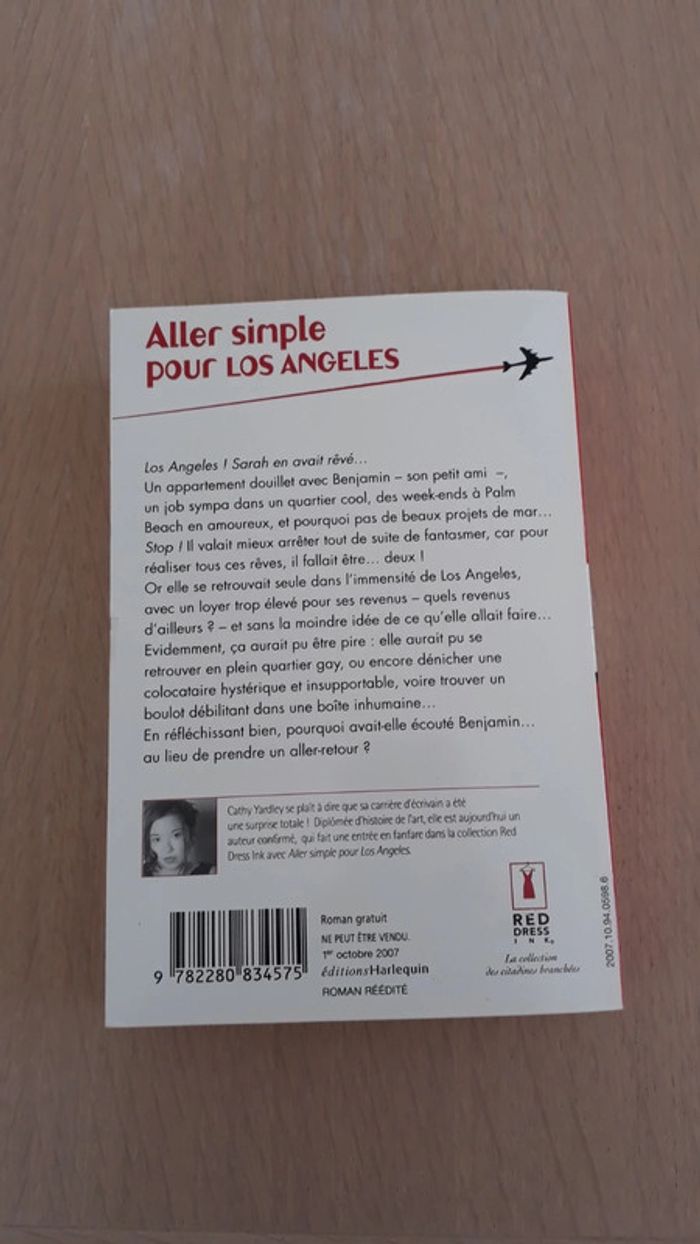 Aller simple
pour LOS ANGELES
Los Angeles ! Sarah en avait rêvé...
Un appartement douillet avec Benjamin – son petit ami –,
un job sympa dans un quartier cool, des week-ends à Palm
Beach en amoureux, et pourquoi pas de beaux projets de mar...
Stop ! Il valait mieux arrêter tout de suite de fantasmer, car pour
réaliser tous ces rêves, il fallait être... deux !
Or elle se retrouvait seule dans l'immensité de Los Angeles,
avec un loyer trop élevé pour ses revenus – quels revenus
d'ailleurs ? – et sans la moindre idée de ce qu'elle allait faire...
Evidemment, ça aurait pu être pire : elle aurait pu se
retrouver en plein quartier gay, ou encore dénicher une
colocataire hystérique et insupportable, voire trouver un
boulot débilitant dans une boîte inhumaine...
En réfléchissant bien, pourquoi avait-elle écouté Benjamin...
au lieu de prendre un aller-retour ?
Cathy Yardley se plaît à dire que sa carrière d'écrivain a été
une surprise totale ! Diplômée d'histoire de l'art, elle est aujourd'hui un
auteur confirmé, qui fait une entrée en fanfare dans la collection Red
Dress Ink avec Aller simple pour Los Angeles.
9 782280 834575
Roman gratuit
NE PEUT ÊTRE VENDU.
1er octobre 2007
éditions Harlequin
ROMAN RÉÉDITÉ
RED
DRESS
INK
La collection
des citadines branchées
2007.10.94.0598.6